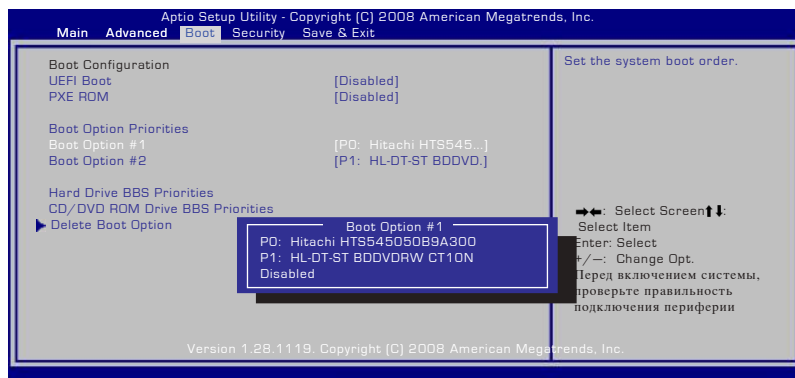 Aptio Setup Utility - Copyright (C) 2008 American Megatrends, Inc.
Main Advanced Boot Security Save & Exit
Boot Configuration
UEFI Boot [Disabled]
PXE ROM [Disabled]
Boot Option Priorities
Boot Option #1 [P0: Hitachi HTS545...]
Boot Option #2 [P1: HL-DT-ST BDDVD.]
Hard Drive BBS Priorities
CD/DVD ROM Drive BBS Priorities
Delete Boot Option
Boot Option #1
P0: Hitachi HTS545050B9A300
P1: HL-DT-ST BDDVDRW CT10N
Disabled
Set the system boot order.
→←: Select Screen↑↓:
Select Item
Enter: Select
+/—: Change Opt.
Перед включением системы,
проверьте правильность
подключения периферии
Version 1.28.1119. Copyright (C) 2008 American Megatrends, Inc.